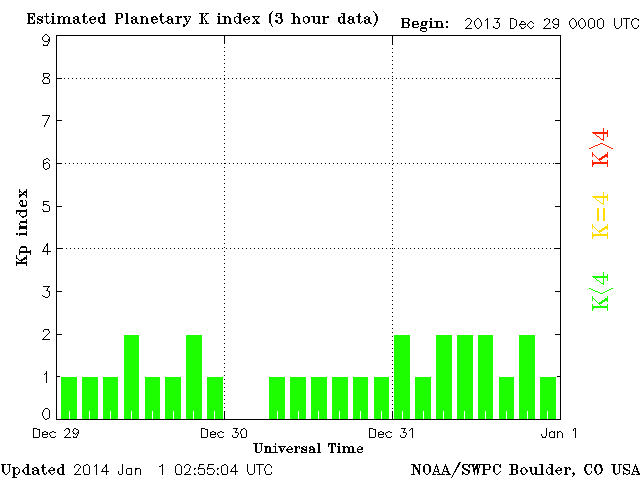 Estimated Planetary K index (3 hour data) Begin: 2013 Dec 29 0000 UTC
9
8
7
6
5
4
3
2
1
0
Kp index
K>4
K=4
K<4
Dec 29 Dec 30 Dec 31 Jan 1
Universal Time
Updated 2014 Jan 1 02:55:04 UTC NOAA/SWPC Boulder, CO USA